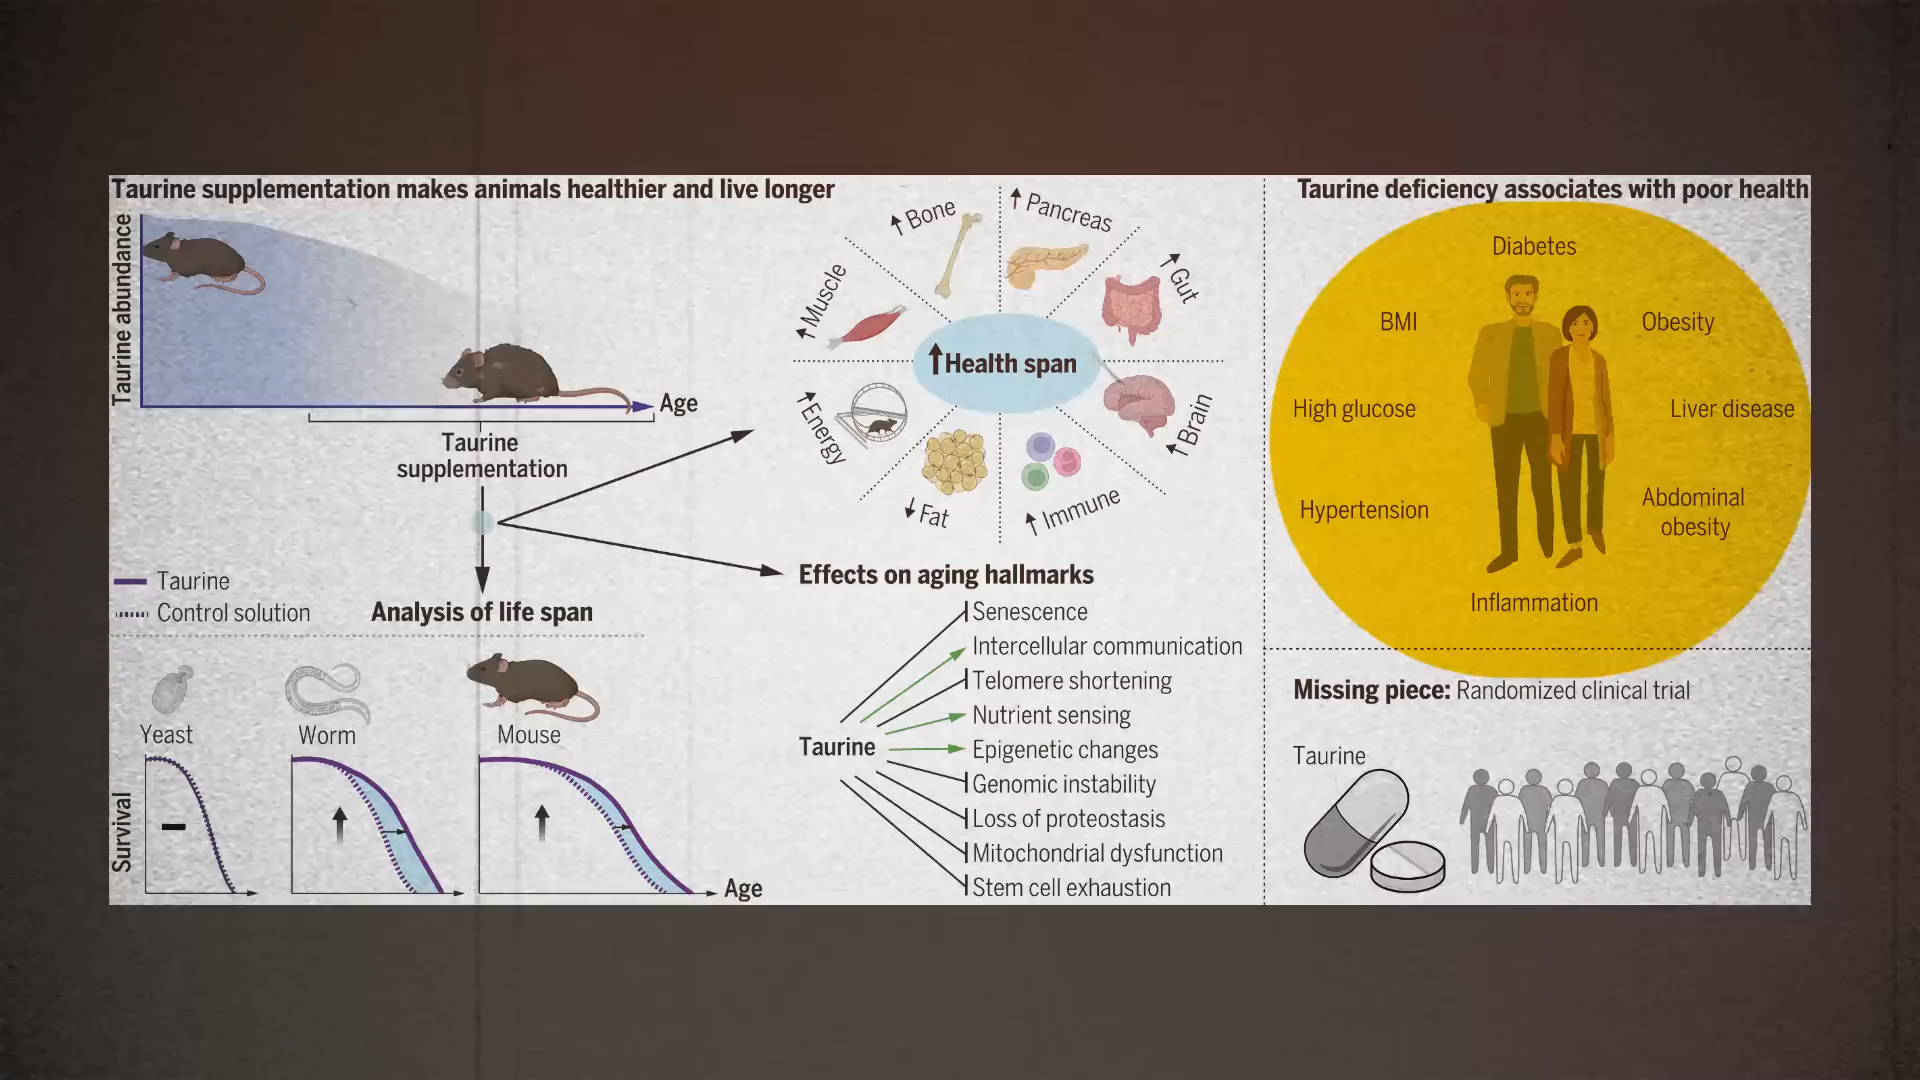 Taurine supplementation makes animals healthier and live longer
Taurine abundance
Age
Taurine
supplementation
Taurine
Control solution
Analysis of life span
Yeast
Worm
Mouse
Survival
Age
Bone
Pancreas
Gut
Brain
Immune
Fat
Energy
Muscle
Health span
Effects on aging hallmarks
Taurine
Senescence
Intercellular communication
Telomere shortening
Nutrient sensing
Epigenetic changes
Genomic instability
Loss of proteostasis
Mitochondrial dysfunction
Stem cell exhaustion
Taurine deficiency associates with poor health
Diabetes
BMI
Obesity
High glucose
Liver disease
Hypertension
Abdominal
obesity
Inflammation
Missing piece: Randomized clinical trial
Taurine